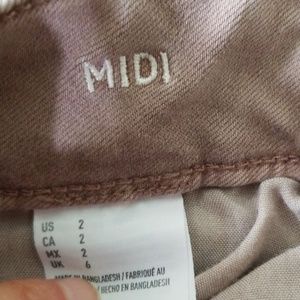 MIDI
US 2
CA 2
MX 2
UK 6
MADE IN BANGLADESH / FABRIQUÉ AU
/ HECHO EN BANGLADESH